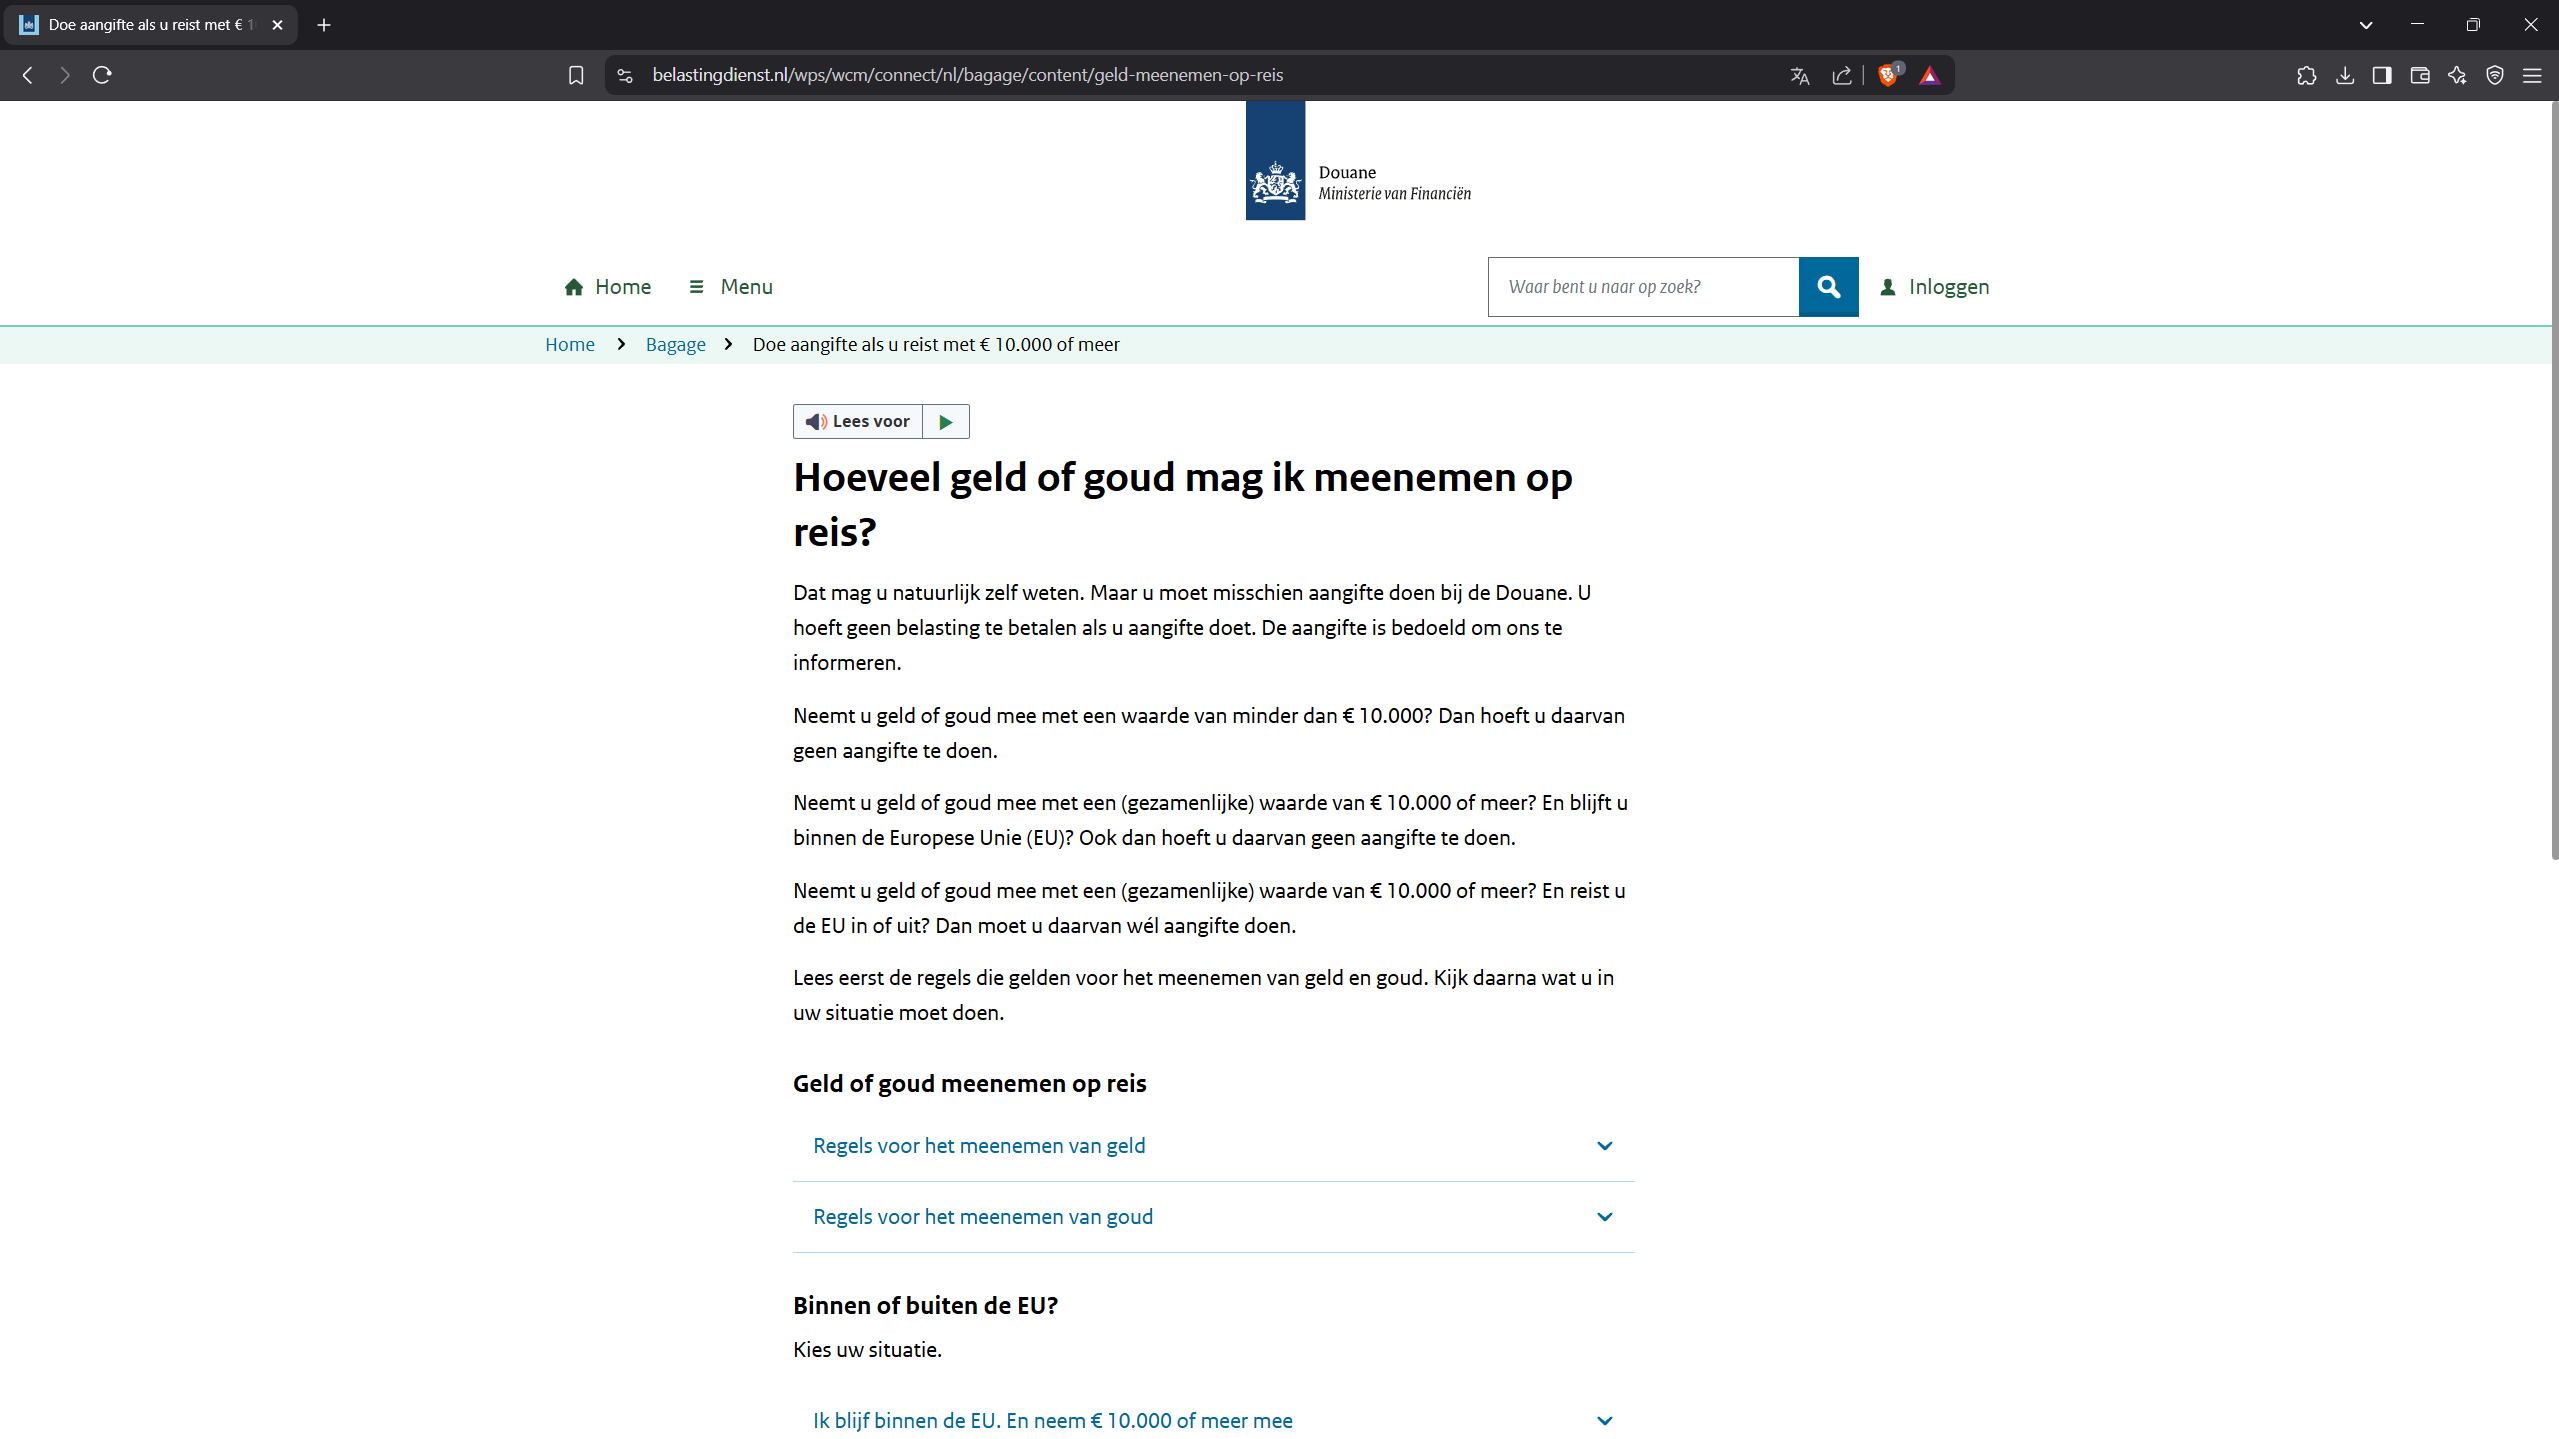 Doe aangifte als u reist met € 1
belastingdienst.nl/wps/wcm/connect/nl/bagage/content/geld-meenemen-op-reis
1
Douane
Ministerie van Financiën
Home
Menu
Waar bent u naar op zoek?
Inloggen
Home
Bagage
Doe aangifte als u reist met € 10.000 of meer
Lees voor
Hoeveel geld of goud mag ik meenemen op
reis?
Dat mag u natuurlijk zelf weten. Maar u moet misschien aangifte doen bij de Douane. U
hoeft geen belasting te betalen als u aangifte doet. De aangifte is bedoeld om ons te
informeren.
Neemt u geld of goud mee met een waarde van minder dan € 10.000? Dan hoeft u daarvan
geen aangifte te doen.
Neemt u geld of goud mee met een (gezamenlijke) waarde van € 10.000 of meer? En blijft u
binnen de Europese Unie (EU)? Ook dan hoeft u daarvan geen aangifte te doen.
Neemt u geld of goud mee met een (gezamenlijke) waarde van € 10.000 of meer? En reist u
de EU in of uit? Dan moet u daarvan wél aangifte doen.
Lees eerst de regels die gelden voor het meenemen van geld en goud. Kijk daarna wat u in
uw situatie moet doen.
Geld of goud meenemen op reis
Regels voor het meenemen van geld
Regels voor het meenemen van goud
Binnen of buiten de EU?
Kies uw situatie.
Ik blijf binnen de EU. En neem € 10.000 of meer mee